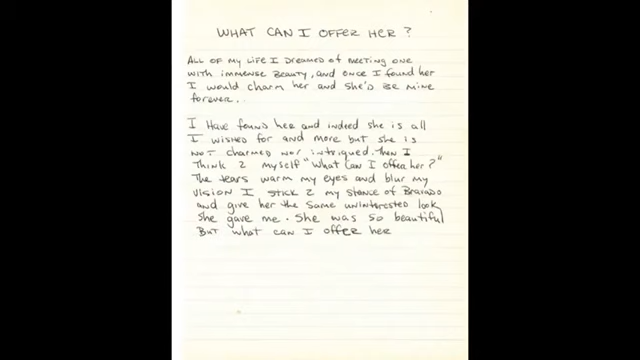 WHAT CAN I OFFER HER?
ALL OF MY LIFE I DREAMED OF MEETING ONE
WITH IMMENSE BEAUTY, AND ONCE I FOUND HER
I WOULD CHARM HER AND SHE'D BE MINE
FOREVER.
I HAVE FOUND HER AND INDEED SHE IS ALL
I WISHED FOR AND MORE BUT SHE IS
NOT CHARMED NOR INTRIGUED. THEN I
THINK 2 MYSELF "WHAT CAN I OFFER HER?"
THE TEARS WARM MY EYES AND BLUR MY
VISION I STICK 2 MY STANCE OF BRAVADO
AND GIVE HER THE SAME UNINTERESTED LOOK
SHE GAVE ME. SHE WAS SO BEAUTIFUL
BUT WHAT CAN I OFFER HER